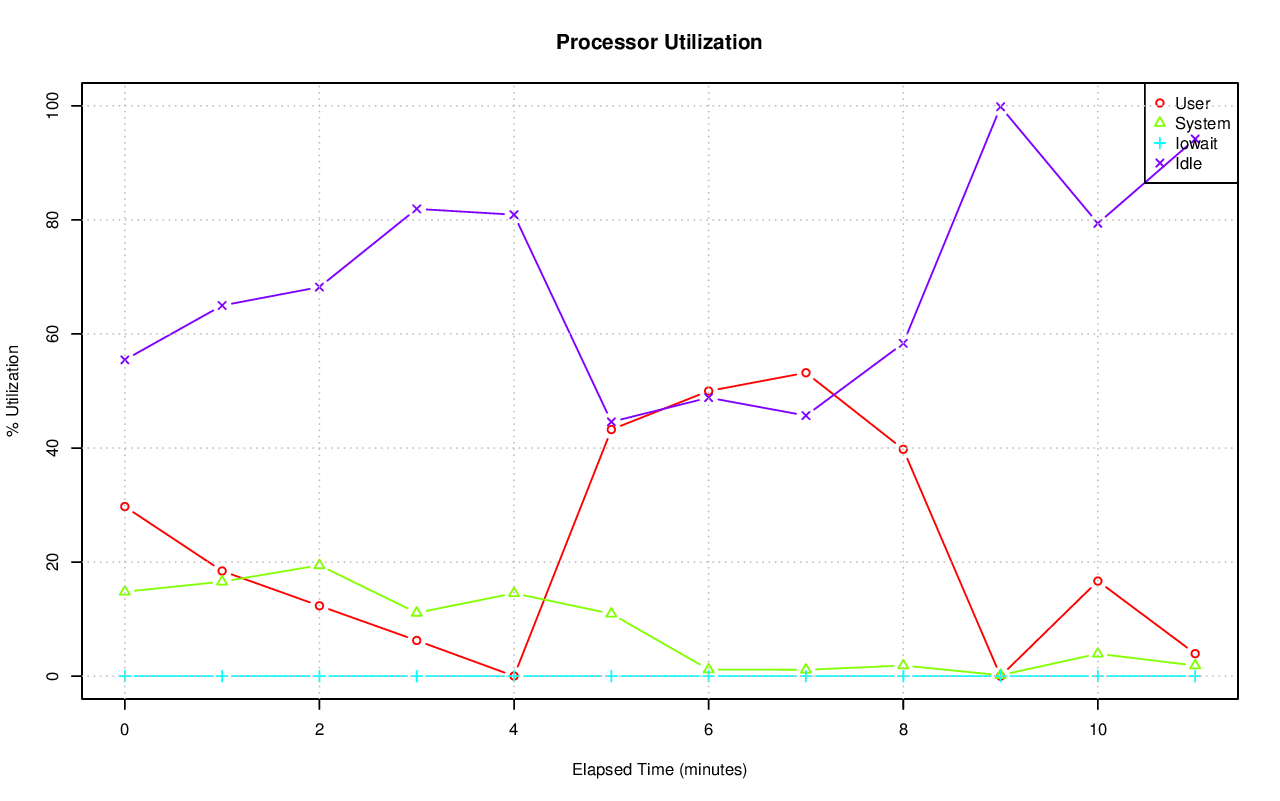 Processor Utilization
100
80
60
40
20
0
% Utilization
User
System
Iowait
Idle
0 2 4 6 8 10
Elapsed Time (minutes)